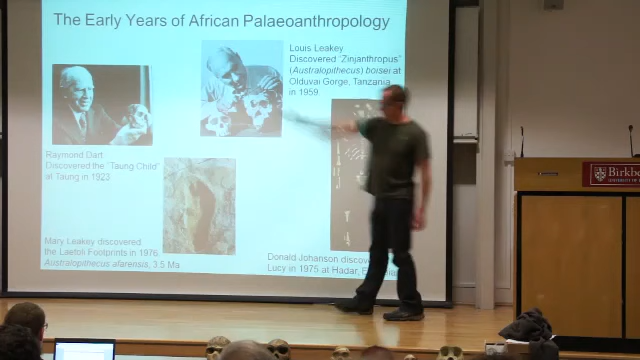 The Early Years of African Palaeoanthropology
Louis Leakey
Discovered "Zinjanthropus"
(Australopithecus) boisei at
Olduvai Gorge, Tanzania
in 1959
Raymond Dart
Discovered the "Taung Child"
at Taung in 1923
Mary Leakey discovered
the Laetoli Footprints in 1976
Australopithecus afarensis, 3.5 Ma
Donald Johanson disco
Lucy in 1975 at Hadar, E
Birkb